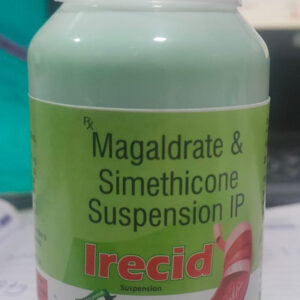 Rx
Magaldrate &
Simethicone
Suspension IP
Irecid
Suspension